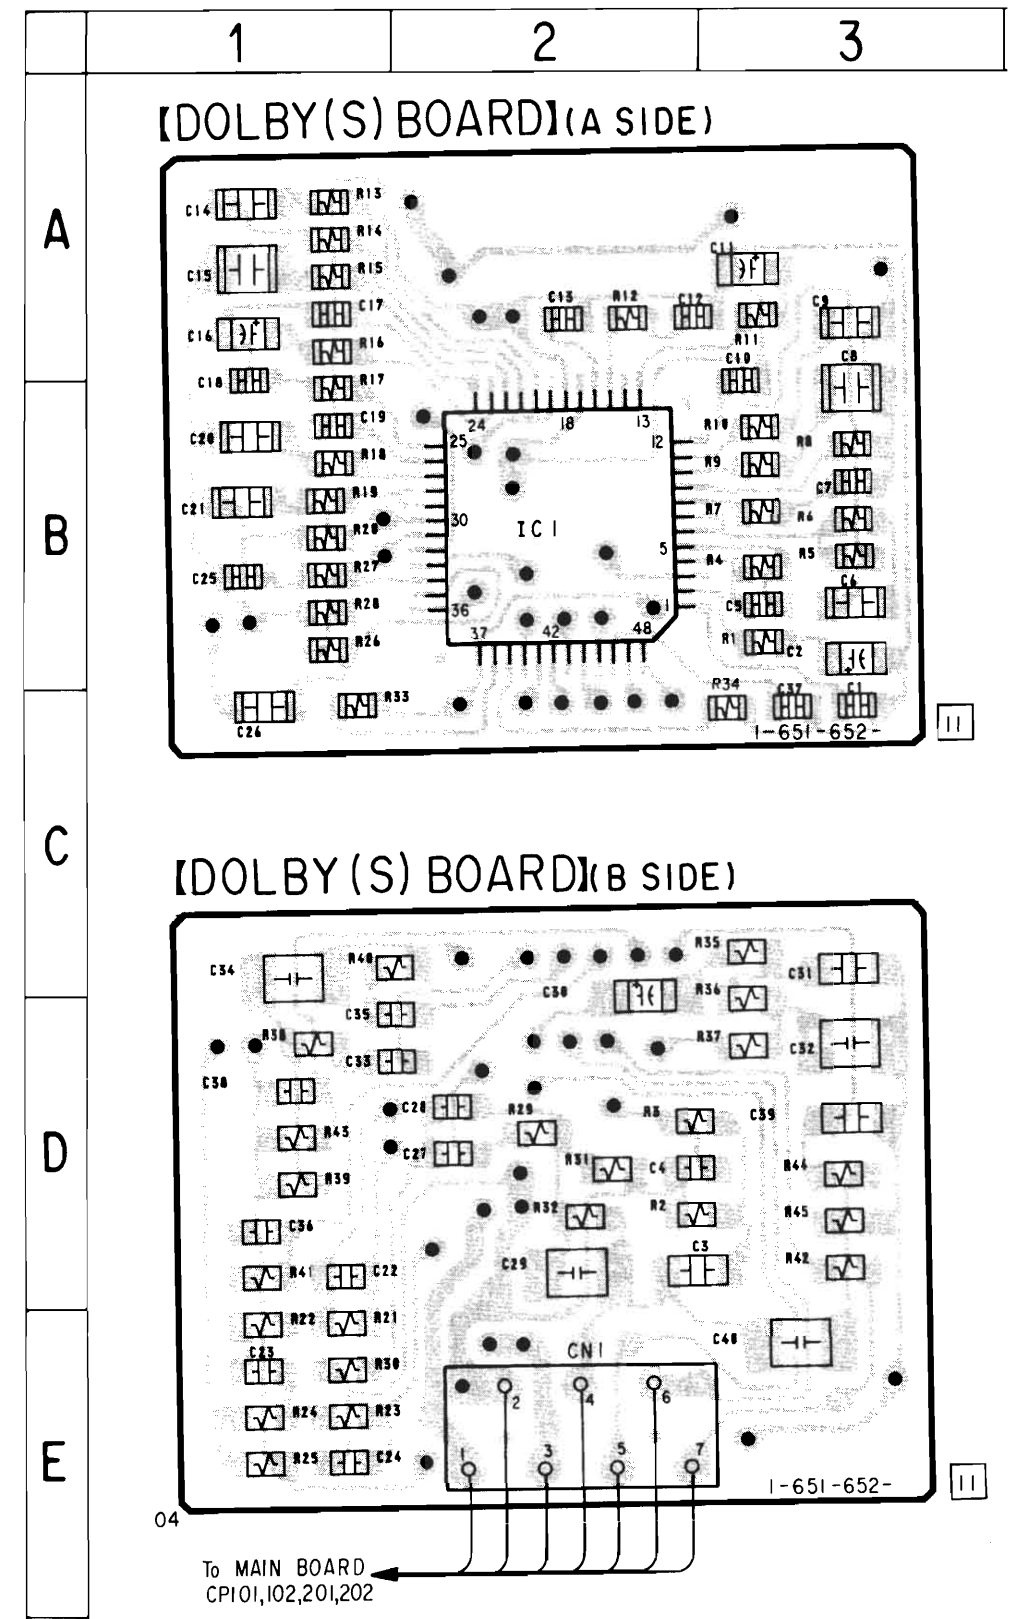 1 2 3
【DOLBY(S) BOARD】(A SIDE)
A
C14 R13
R14
C15 R15
C11
C17
C13 R12 C12
C9
C16 R16
R11
C10
C8
C18 R17
B
C19
C20
R18
24 18 13
25 12
R10
R8
R9
C7
C21 R19
R20
30
IC1
R7
R6
5
R4
R5
C25 R27
R28
36
C5
C6
1
37 42 48
R26
R1
C2
R33
C26
R34 C37 C1
1-651-652-
11
C
【DOLBY(S) BOARD】(B SIDE)
C34 R40
R35
C31
C30
R36
C35
R38
C33
R37
C32
C38
C28
R29
R3
C39
D
R43
C27
R31
C4
R44
R39
R32
R2
R45
C36
R41 C22
C29
C3
R42
R22 R21
C23
C40
CN1
R30
2 4 6
R24 R23
E
1 3 5 7
R25 C24
1-651-652-
11
04
To MAIN BOARD
CP101,102,201,202